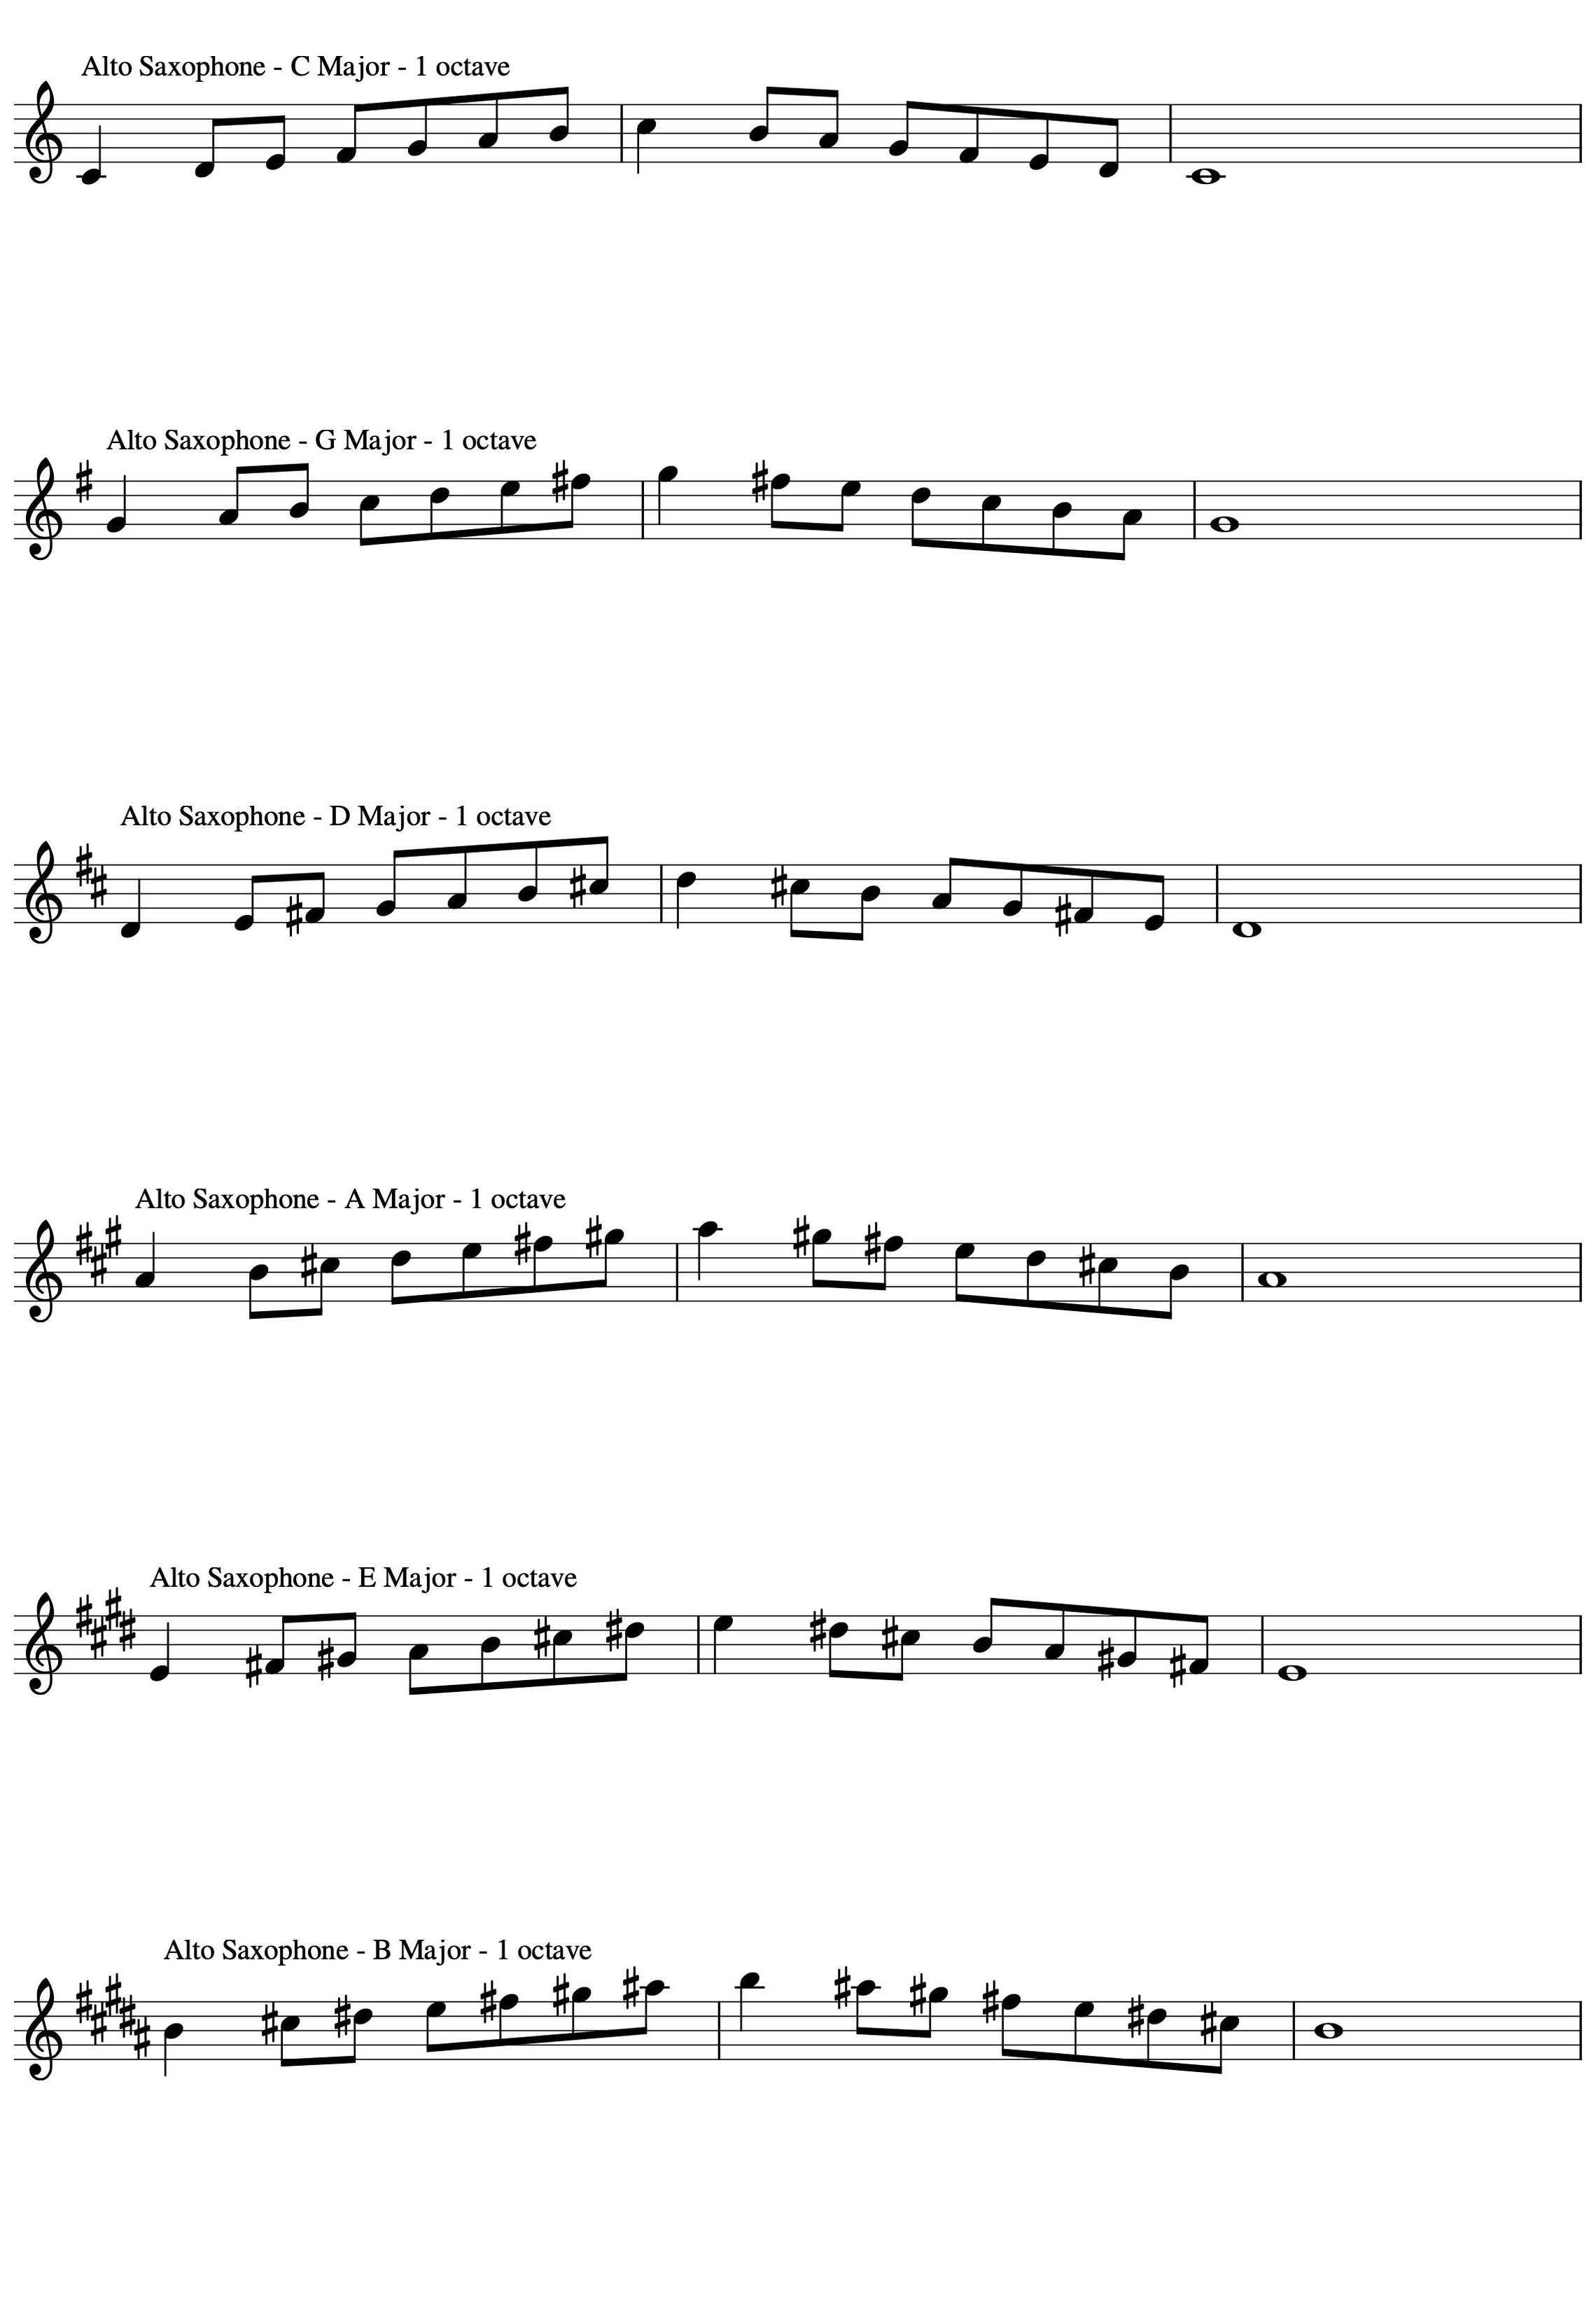 Alto Saxophone - C Major - 1 octave
Alto Saxophone - G Major - 1 octave
Alto Saxophone - D Major - 1 octave
Alto Saxophone - A Major - 1 octave
Alto Saxophone - E Major - 1 octave
Alto Saxophone - B Major - 1 octave